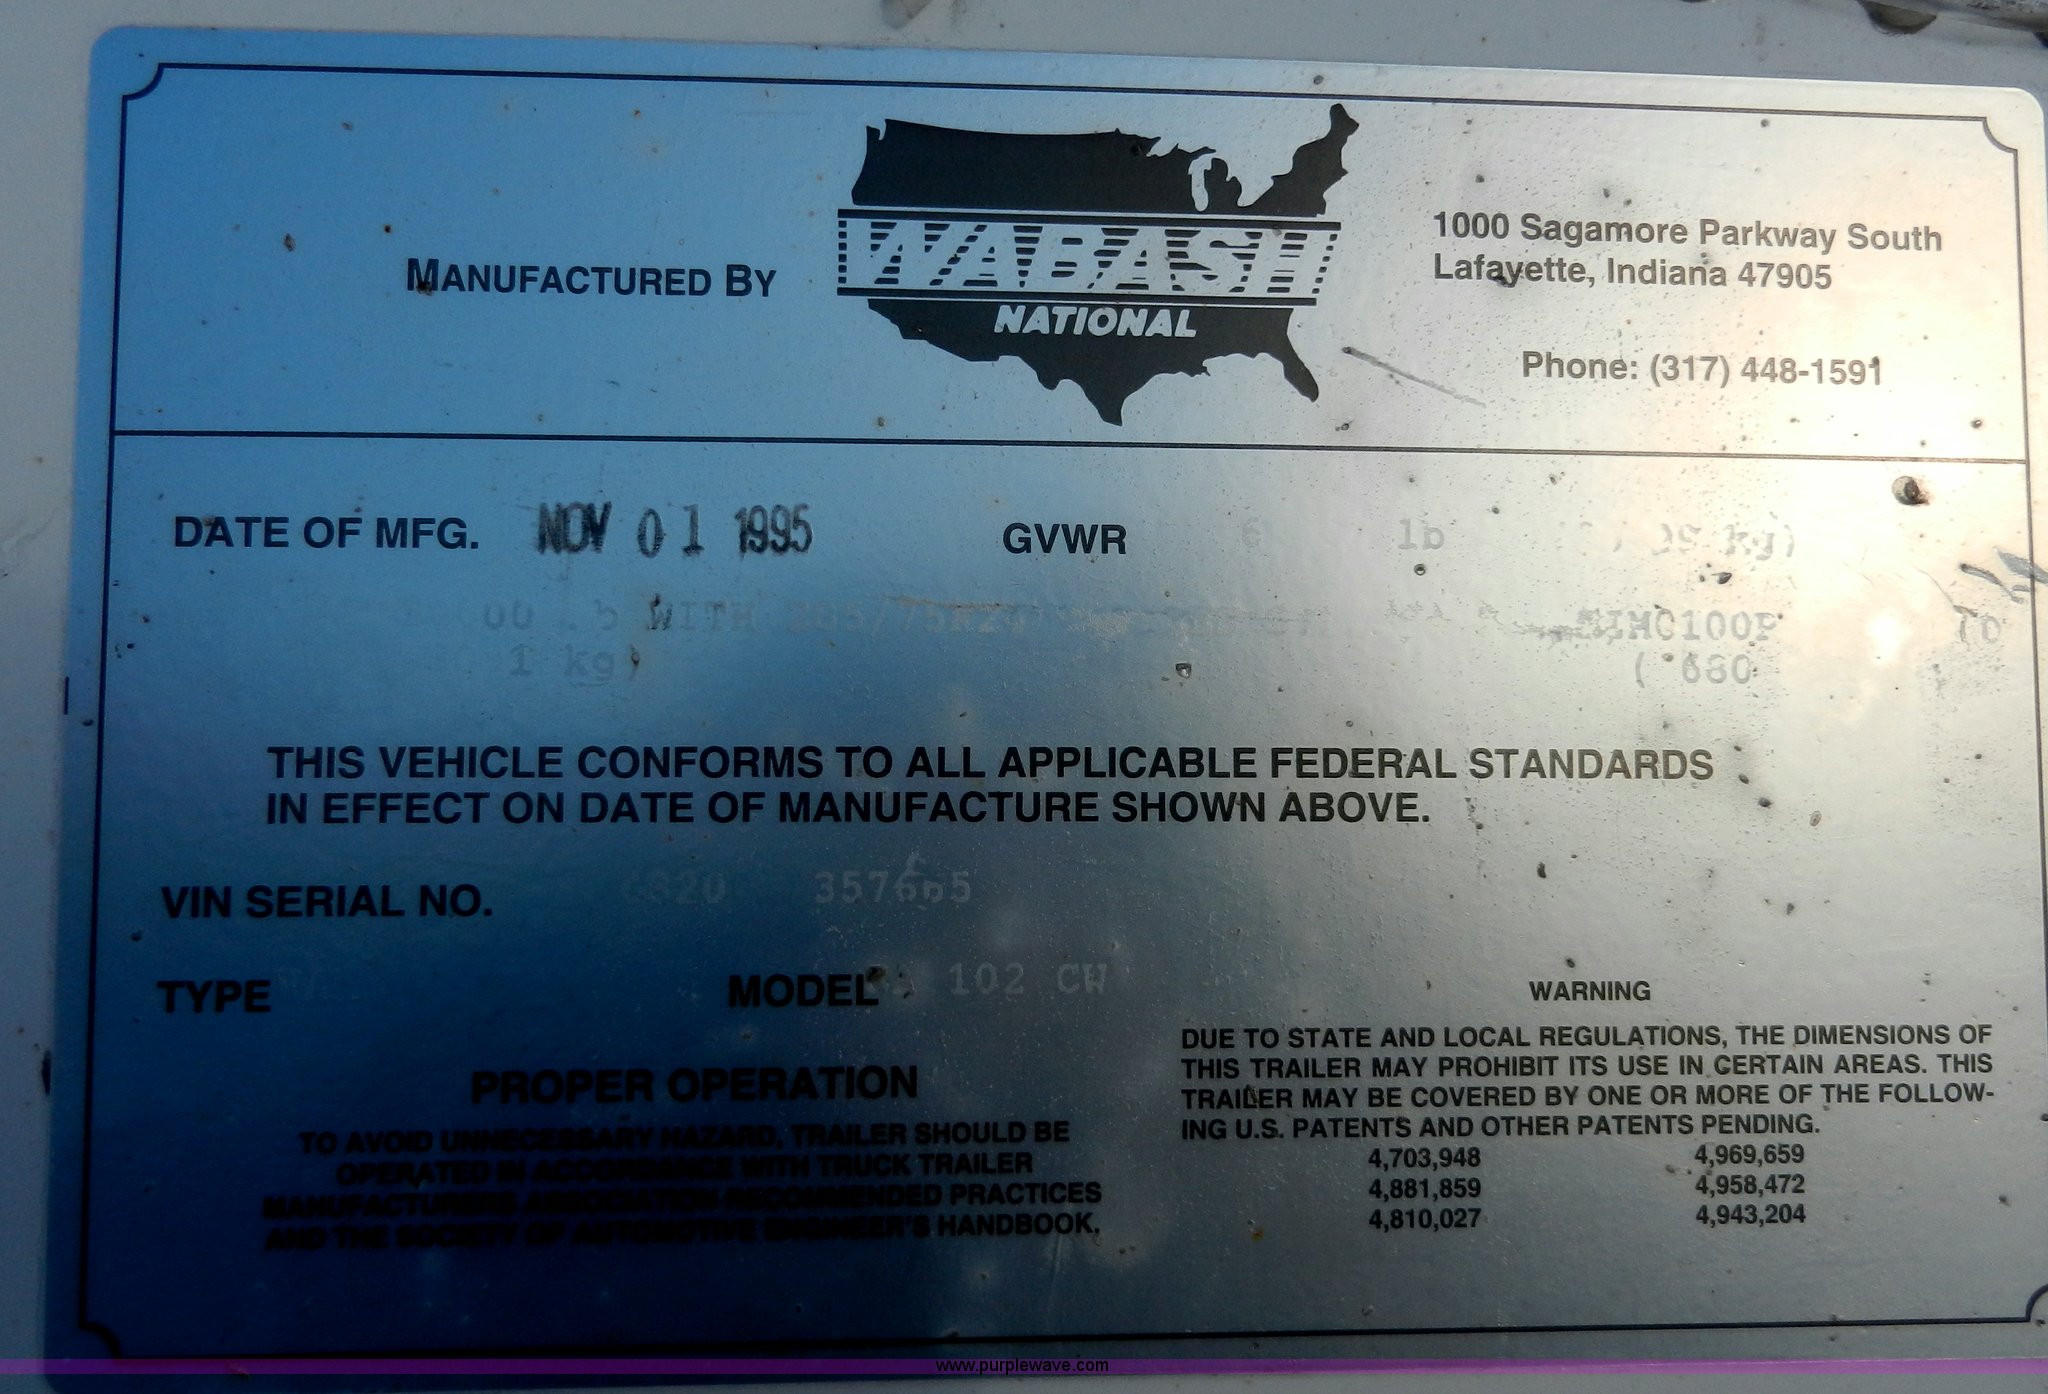 MANUFACTURED BY
WABASH
NATIONAL
1000 Sagamore Parkway South
Lafayette, Indiana 47905
Phone: (317) 448-1591
DATE OF MFG. NOV 01 1995 GVWR lb kg)
WITH
1 kg)
THIS VEHICLE CONFORMS TO ALL APPLICABLE FEDERAL STANDARDS
IN EFFECT ON DATE OF MANUFACTURE SHOWN ABOVE.
VIN SERIAL NO.
TYPE MODEL 102 CW
PROPER OPERATION
TO AVOID UNNECESSARY HAZARD, TRAILER SHOULD BE
OPERATED IN ACCORDANCE WITH TRUCK TRAILER
MANUFACTURERS ASSOCIATION RECOMMENDED PRACTICES
AND THE SOCIETY OF AUTOMOTIVE ENGINEER'S HANDBOOK.
WARNING
DUE TO STATE AND LOCAL REGULATIONS, THE DIMENSIONS OF
THIS TRAILER MAY PROHIBIT ITS USE IN CERTAIN AREAS. THIS
TRAILER MAY BE COVERED BY ONE OR MORE OF THE FOLLOW-
ING U.S. PATENTS AND OTHER PATENTS PENDING.
4,703,948 4,969,659
4,881,859 4,958,472
4,810,027 4,943,204
www.purplewave.com